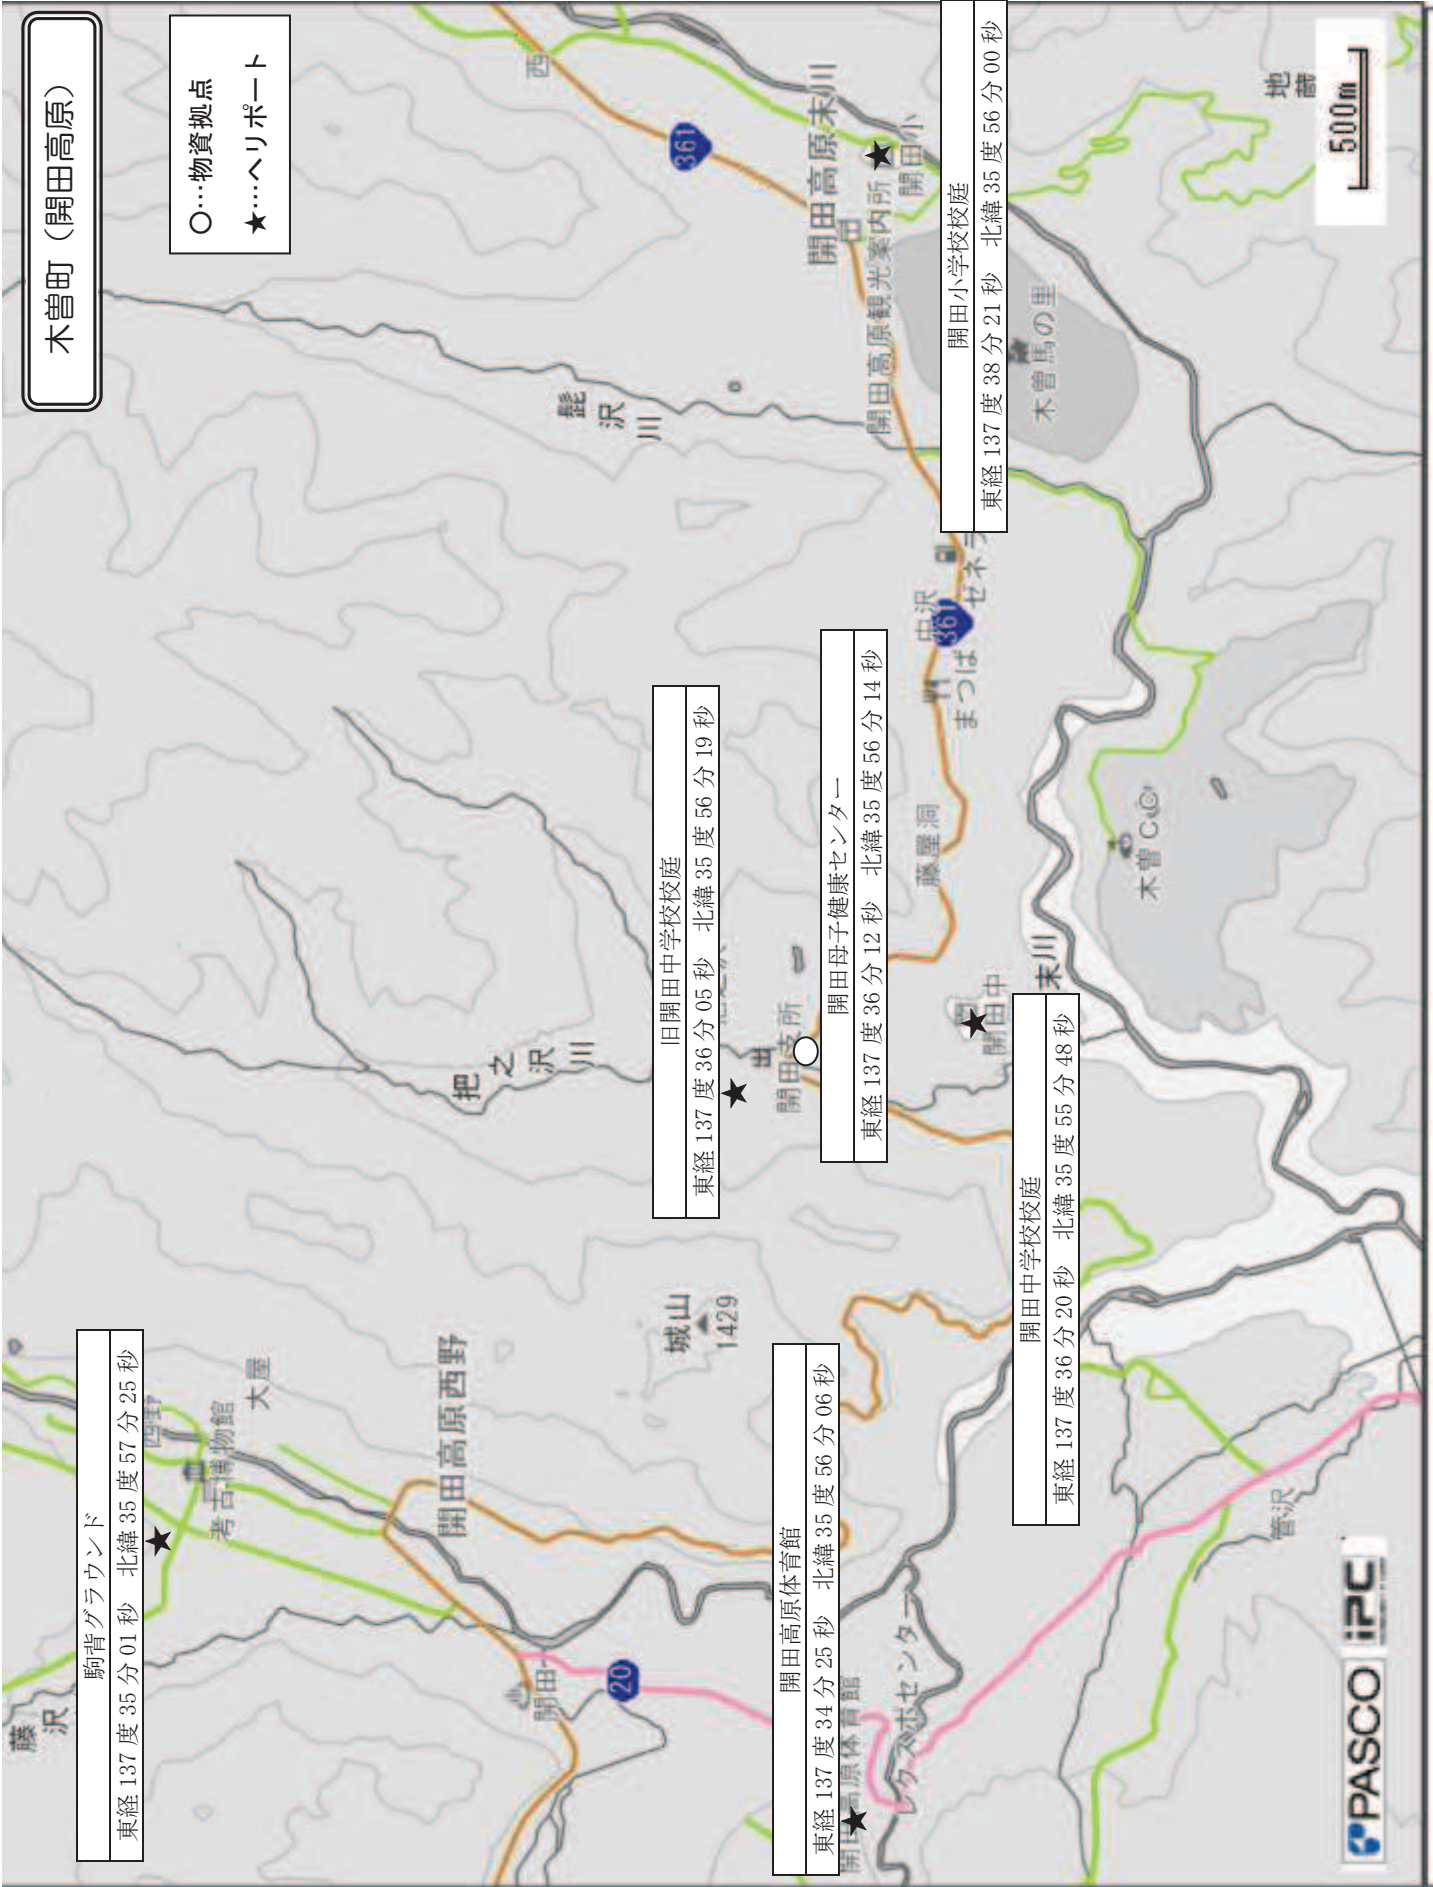 木曽町（開田高原）
○…物資拠点
★…ヘリポート
駒背グラウンド
東経 137 度 35 分 01 秒　北緯 35 度 57 分 25 秒
旧開田中学校校庭
東経 137 度 36 分 05 秒　北緯 35 度 56 分 19 秒
開田母子健康センター
東経 137 度 36 分 12 秒　北緯 35 度 56 分 14 秒
開田小学校校庭
東経 137 度 38 分 21 秒　北緯 35 度 56 分 00 秒
開田高原体育館
東経 137 度 34 分 25 秒　北緯 35 度 56 分 06 秒
開田中学校校庭
東経 137 度 36 分 20 秒　北緯 35 度 55 分 48 秒
藤沢
西野
考古博物館
大屋
開田高原西野
開田
20
城山
1429
把之沢川
髭沢川
西
361
開田高原末川
開田小
開田高原観光案内所
木曽馬の里
地蔵
中沢
361
ゼネラ
まつば
藤屋洞
開田支所
開田中
末川
木曽CC
開田高原体育館
管沢
500m
PASCO
iPC